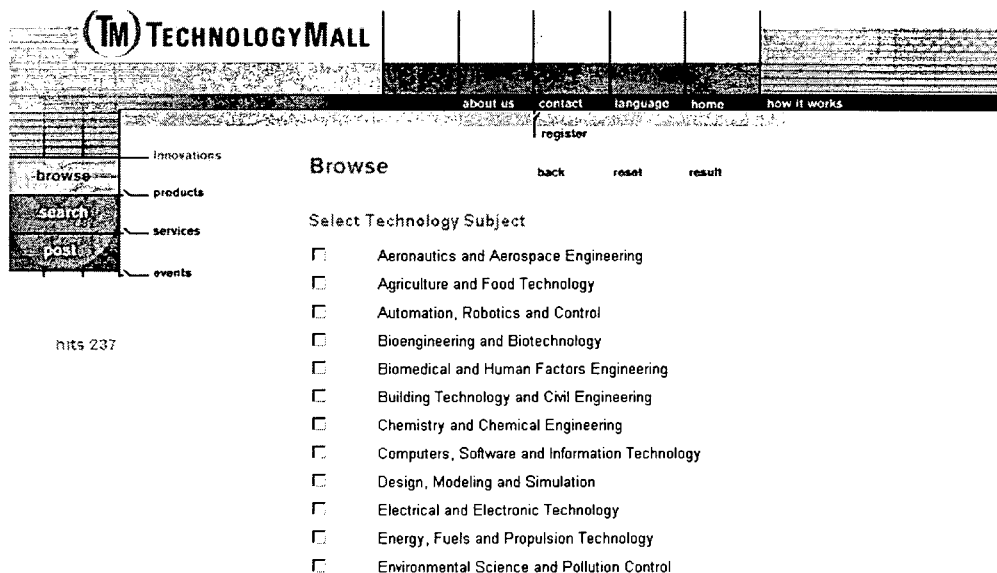 (TM) TECHNOLOGYMALL
about us contact language home how it works
register
Innovations
browse
products
search
services
post
events
hits 237
Browse
back reset result
Select Technology Subject
Aeronautics and Aerospace Engineering
Agriculture and Food Technology
Automation, Robotics and Control
Bioengineering and Biotechnology
Biomedical and Human Factors Engineering
Building Technology and Civil Engineering
Chemistry and Chemical Engineering
Computers, Software and Information Technology
Design, Modeling and Simulation
Electrical and Electronic Technology
Energy, Fuels and Propulsion Technology
Environmental Science and Pollution Control